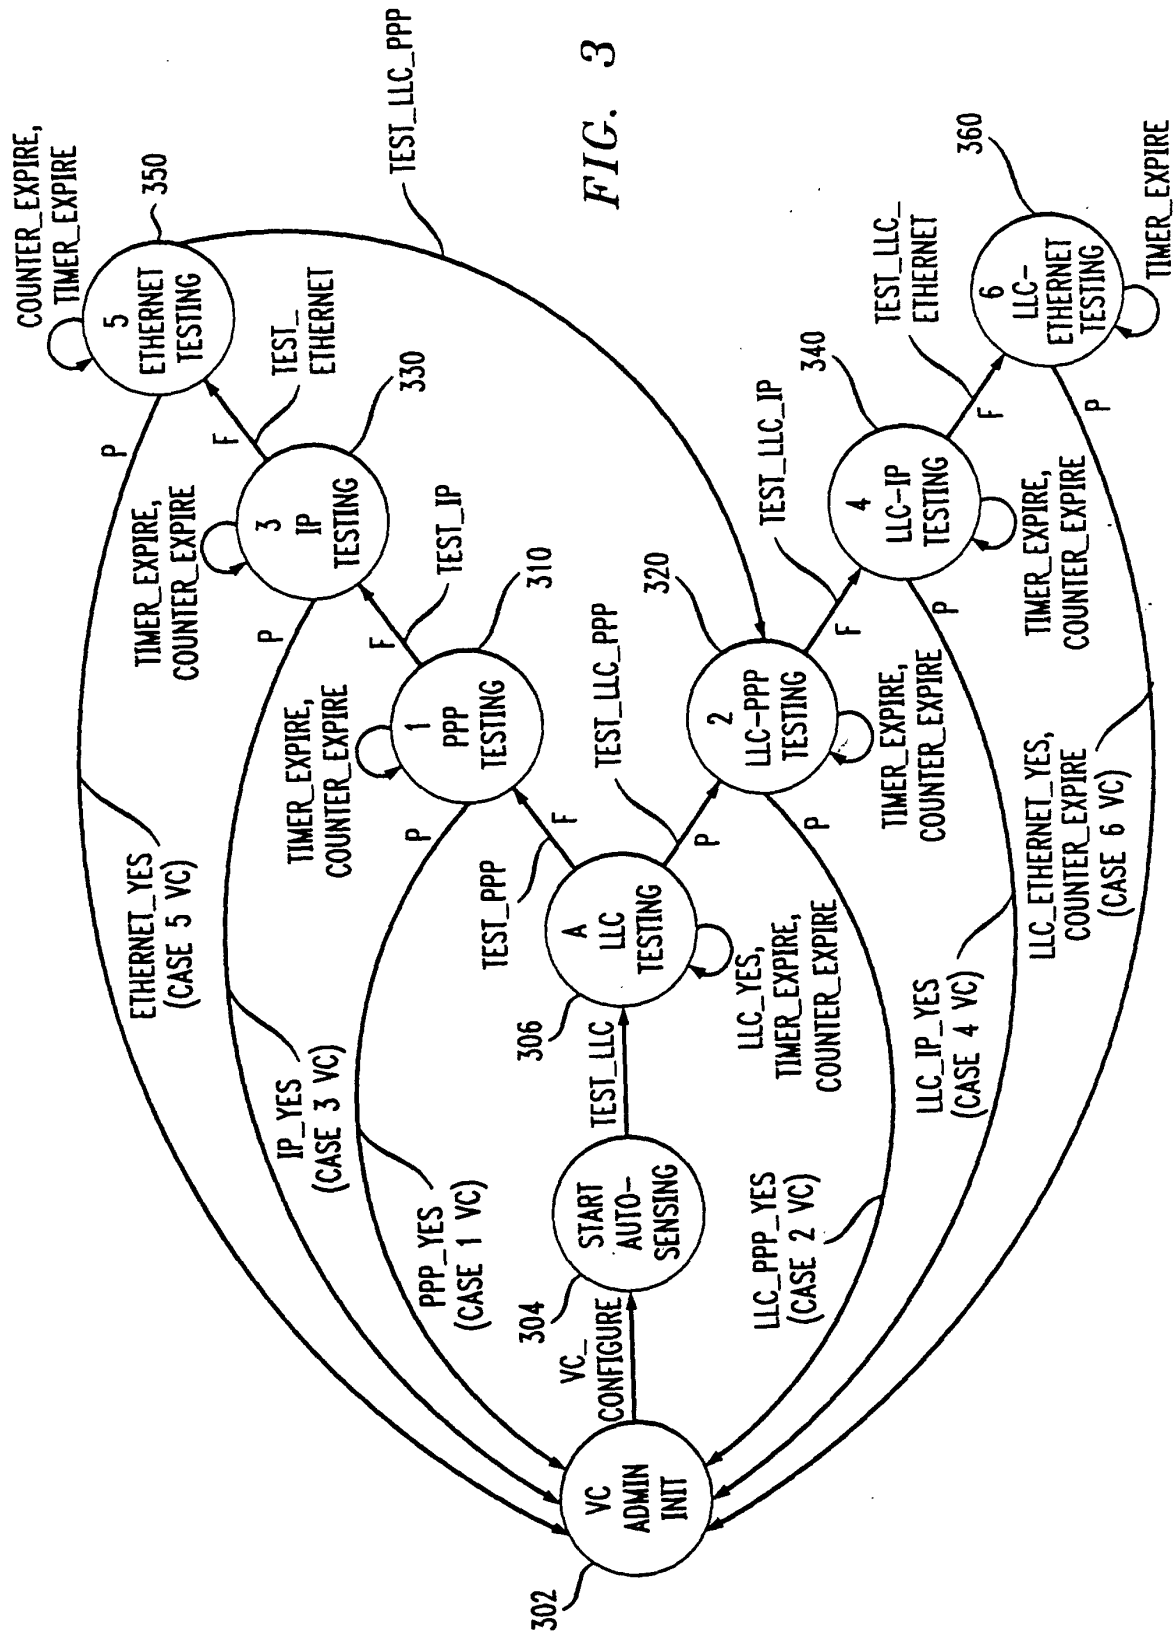 COUNTER_EXPIRE,
TIMER_EXPIRE
350
5
ETHERNET
TESTING
TEST_LLC_PPP
P
F
TEST_
ETHERNET
TIMER_EXPIRE,
COUNTER_EXPIRE
330
3
IP
TESTING
P
F
TEST_IP
TIMER_EXPIRE,
COUNTER_EXPIRE
310
1
PPP
TESTING
ETHERNET_YES
(CASE 5 VC)
IP_YES
(CASE 3 VC)
PPP_YES
(CASE 1 VC)
P
TEST_PPP
F
302
VC
ADMIN
INIT
VC_
CONFIGURE
304
START
AUTO-
SENSING
TEST_LLC
306
A
LLC
TESTING
LLC_YES,
TIMER_EXPIRE,
COUNTER_EXPIRE
TEST_LLC_PPP
P
320
2
LLC-PPP
TESTING
TIMER_EXPIRE,
COUNTER_EXPIRE
P
LLC_PPP_YES
(CASE 2 VC)
F
TEST_LLC_IP
340
4
LLC-IP
TESTING
TIMER_EXPIRE,
COUNTER_EXPIRE
P
LLC_IP_YES
(CASE 4 VC)
F
TEST_LLC_
ETHERNET
360
6
LLC-
ETHERNET
TESTING
TIMER_EXPIRE
P
LLC_ETHERNET_YES,
COUNTER_EXPIRE
(CASE 6 VC)
FIG. 3